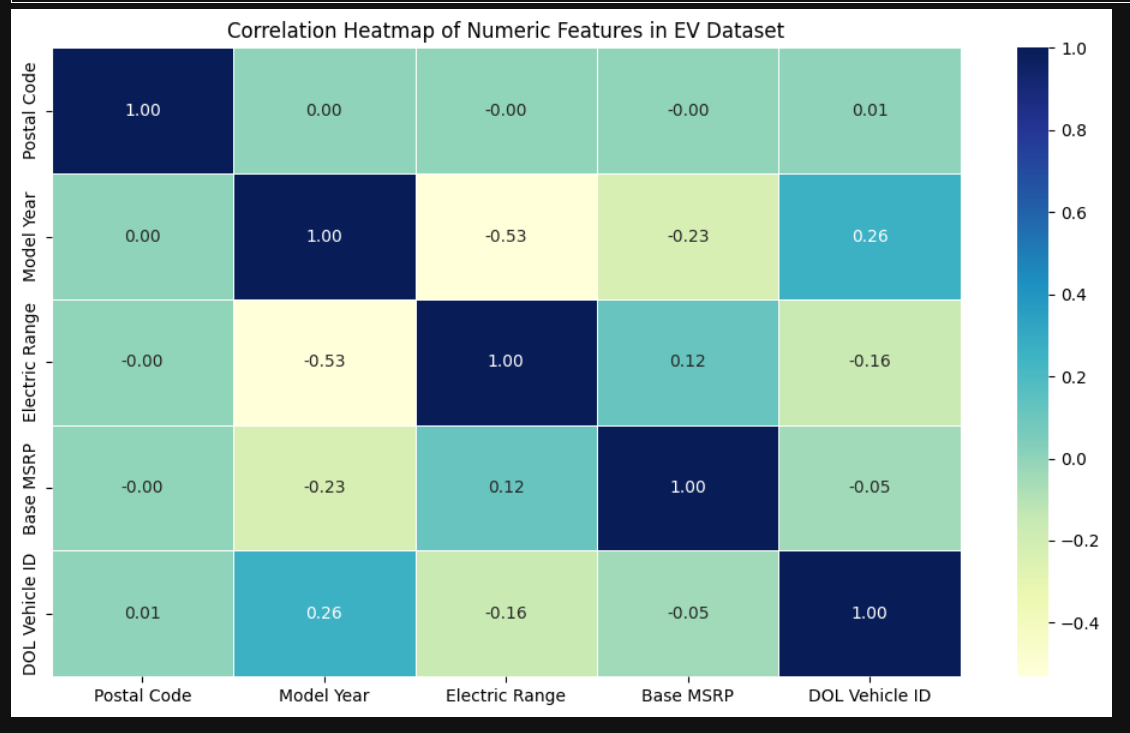 Correlation Heatmap of Numeric Features in EV Dataset
Postal Code 1.00 0.00 -0.00 -0.00 0.01
Model Year 0.00 1.00 -0.53 -0.23 0.26
Electric Range -0.00 -0.53 1.00 0.12 -0.16
Base MSRP -0.00 -0.23 0.12 1.00 -0.05
DOL Vehicle ID 0.01 0.26 -0.16 -0.05 1.00
Postal Code Model Year Electric Range Base MSRP DOL Vehicle ID
1.0
0.8
0.6
0.4
0.2
0.0
−0.2
−0.4